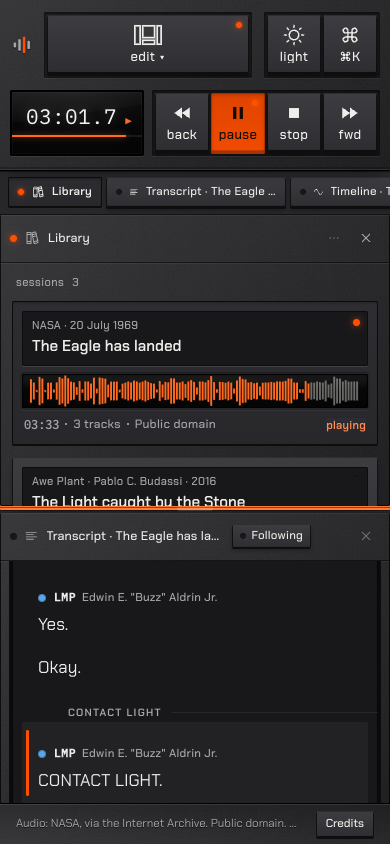 edit ▾
light
⌘K
03:01.7 ▸
back
pause
stop
fwd
Library
Transcript · The Eagle ...
Timeline · T
Library
...
sessions 3
NASA · 20 July 1969
The Eagle has landed
03:33 · 3 tracks · Public domain
playing
Awe Plant · Pablo C. Budassi · 2016
The Light caught by the Stone
Transcript · The Eagle has la...
Following
LMP Edwin E. "Buzz" Aldrin Jr.
Yes.
Okay.
CONTACT LIGHT
LMP Edwin E. "Buzz" Aldrin Jr.
CONTACT LIGHT.
Audio: NASA, via the Internet Archive. Public domain. ...
Credits